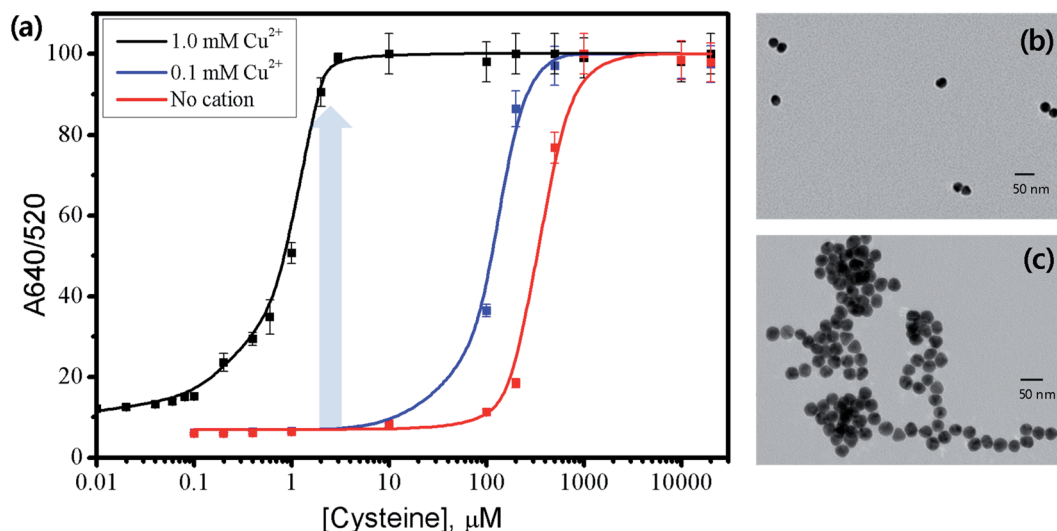 (a)
1.0 mM Cu²⁺
0.1 mM Cu²⁺
No cation
100
80
60
40
20
0
A640/520
0.01
0.1
1
10
100
1000
10000
[Cysteine], μM
(b)
50 nm
(c)
50 nm